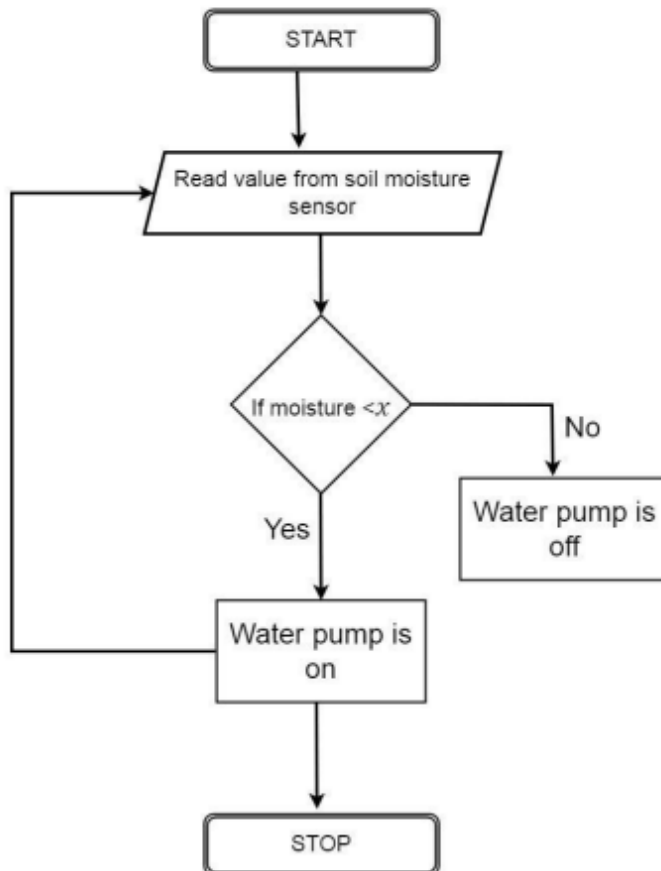 START
Read value from soil moisture
sensor
If moisture <x
No
Water pump is
off
Yes
Water pump is
on
STOP